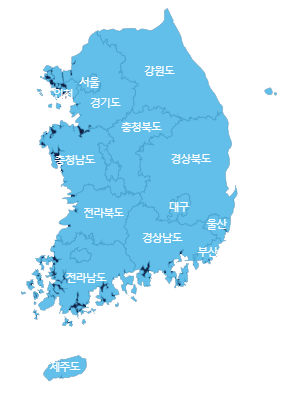 강원도
서울
인천
경기도
충청북도
충청남도
경상북도
대구
전라북도
울산
경상남도
부산
전라남도
제주도